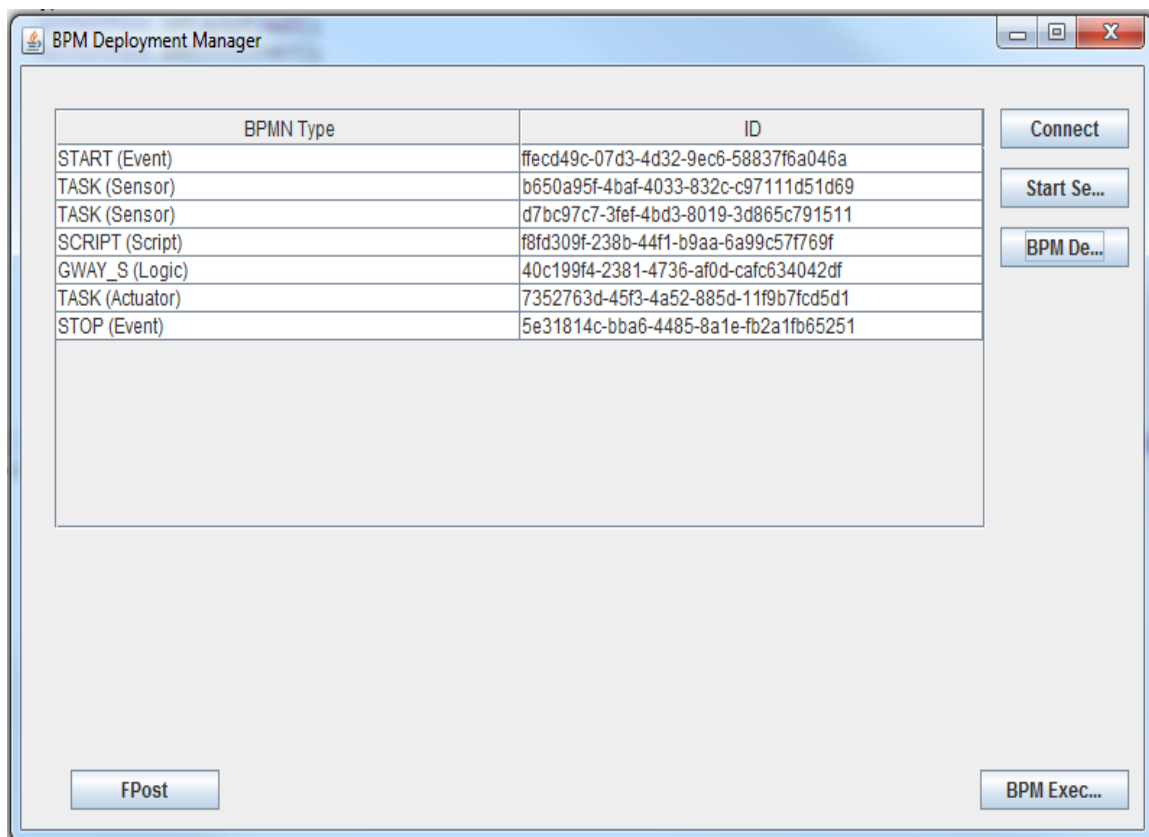 BPM Deployment Manager
BPMN Type ID
START (Event) ffecd49c-07d3-4d32-9ec6-58837f6a046a
TASK (Sensor) b650a95f-4baf-4033-832c-c97111d51d69
TASK (Sensor) d7bc97c7-3fef-4bd3-8019-3d865c791511
SCRIPT (Script) f8fd309f-238b-44f1-b9aa-6a99c57f769f
GWAY_S (Logic) 40c199f4-2381-4736-af0d-cafc634042df
TASK (Actuator) 7352763d-45f3-4a52-885d-11f9b7fcd5d1
STOP (Event) 5e31814c-bba6-4485-8a1e-fb2a1fb65251
Connect
Start Se...
BPM De...
FPost
BPM Exec...